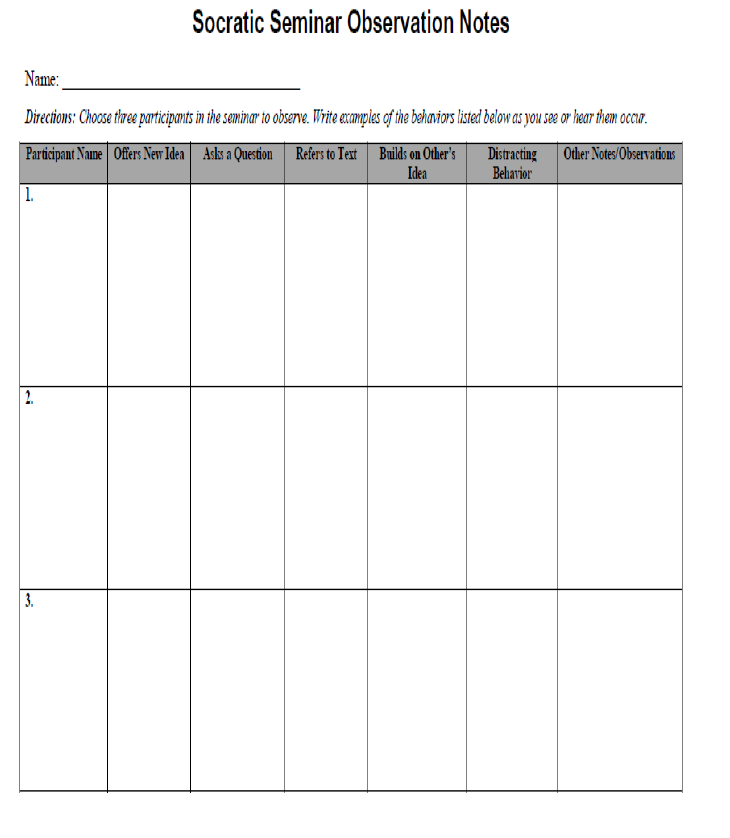 Socratic Seminar Observation Notes
Name: ______________________________
Directions: Choose three participants in the seminar to observe. Write examples of the behaviors listed below as you see or hear them occur.
Participant Name Offers New Idea Asks a Question Refers to Text Builds on Other's Idea Distracting Behavior Other Notes/Observations
1.
2.
3.